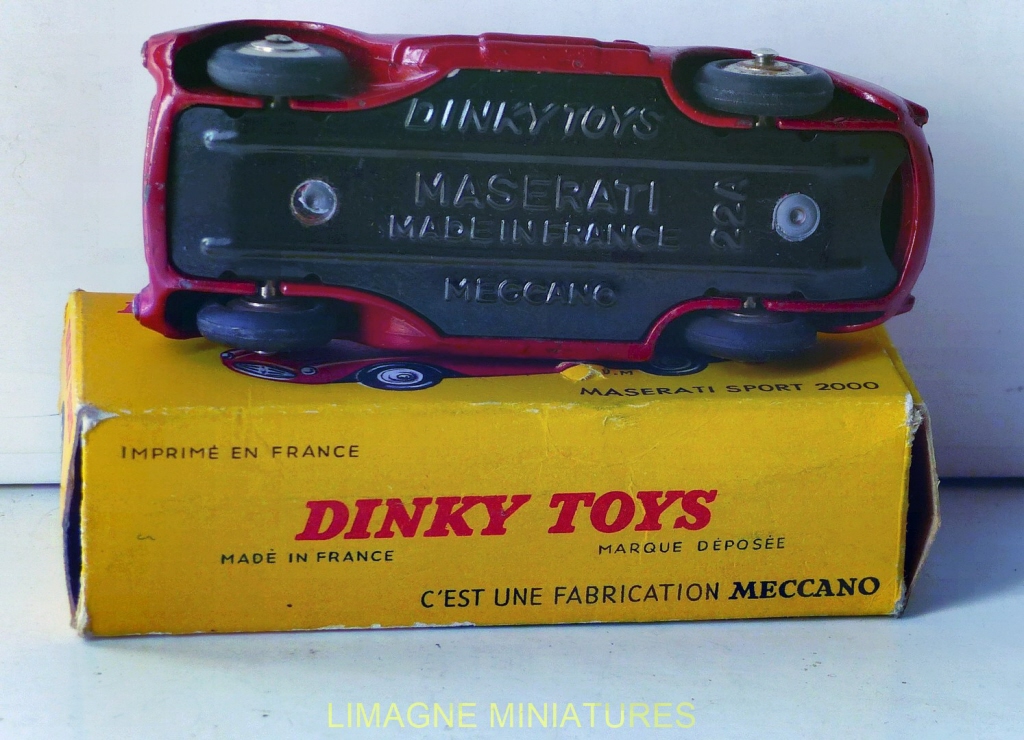 DINKY TOYS
MASERATI
22A
MADE IN FRANCE
MECCANO
MASERATI SPORT 2000
IMPRIMÉ EN FRANCE
DINKY TOYS
MADE IN FRANCE
MARQUE DÉPOSÉE
C'EST UNE FABRICATION MECCANO
LIMAGNE MINIATURES